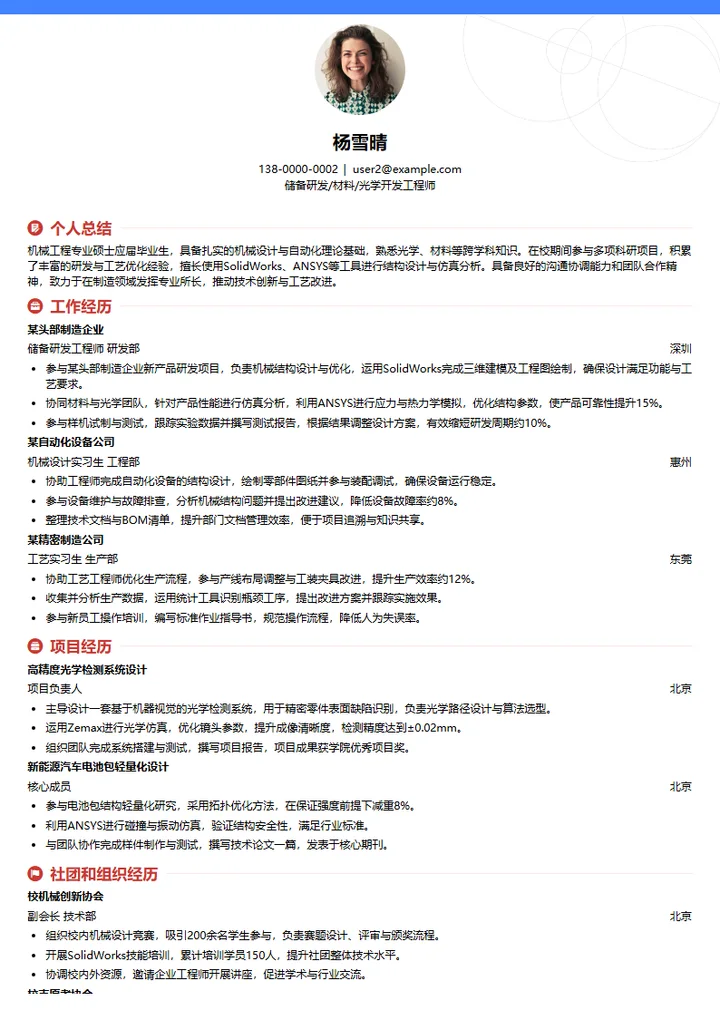 杨雪晴
138-0000-0002 | user2@example.com
储备研发/材料/光学开发工程师
个人总结
机械工程专业硕士应届毕业生，具备扎实的机械设计与自动化理论基础，熟悉光学、材料等跨学科知识。在校期间参与多项科研项目，积累
了丰富的研发与工艺优化经验，擅长使用SolidWorks、ANSYS等工具进行结构设计与仿真分析。具备良好的沟通协调能力和团队合作精
神，致力于在制造领域发挥专业所长，推动技术创新与工艺改进。
工作经历
某头部制造企业
储备研发工程师 研发部 深圳
• 参与某头部制造企业新产品研发项目，负责机械结构设计与优化，运用SolidWorks完成三维建模及工程图绘制，确保设计满足功能与工
艺要求。
• 协同材料与光学团队，针对产品性能进行仿真分析，利用ANSYS进行应力与热力学模拟，优化结构参数，使产品可靠性提升15%。
• 参与样机试制与测试，跟踪实验数据并撰写测试报告，根据结果调整设计方案，有效缩短研发周期约10%。
某自动化设备公司
机械设计实习生 工程部 惠州
• 协助工程师完成自动化设备的结构设计，绘制零部件图纸并参与装配调试，确保设备运行稳定。
• 参与设备维护与故障排查，分析机械结构问题并提出改进建议，降低设备故障率约8%。
• 整理技术文档与BOM清单，提升部门文档管理效率，便于项目追溯与知识共享。
某精密制造公司
工艺实习生 生产部 东莞
• 协助工艺工程师优化生产流程，参与产线布局调整与工装夹具改进，提升生产效率约12%。
• 收集并分析生产数据，运用统计工具识别瓶颈工序，提出改进方案并跟踪实施效果。
• 参与新员工操作培训，编写标准作业指导书，规范操作流程，降低人为失误率。
项目经历
高精度光学检测系统设计
项目负责人 北京
• 主导设计一套基于机器视觉的光学检测系统，用于精密零件表面缺陷识别，负责光学路径设计与算法选型。
• 运用Zemax进行光学仿真，优化镜头参数，提升成像清晰度，检测精度达到±0.02mm。
• 组织团队完成系统搭建与测试，撰写项目报告，项目成果获学院优秀项目奖。
新能源汽车电池包轻量化设计
核心成员 北京
• 参与电池包结构轻量化研究，采用拓扑优化方法，在保证强度前提下减重8%。
• 利用ANSYS进行碰撞与振动仿真，验证结构安全性，满足行业标准。
• 与团队协作完成样件制作与测试，撰写技术论文一篇，发表于核心期刊。
社团和组织经历
校机械创新协会
副会长 技术部 北京
• 组织校内机械设计竞赛，吸引200余名学生参与，负责赛题设计、评审与颁奖流程。
• 开展SolidWorks技能培训，累计培训学员150人，提升社团整体技术水平。
• 协调校内外资源，邀请企业工程师开展讲座，促进学术与行业交流。